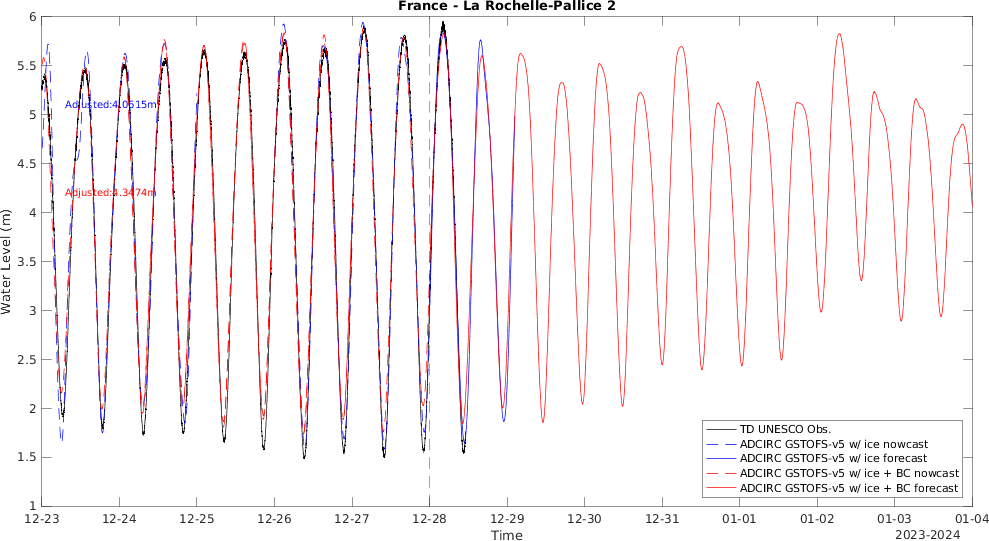 France - La Rochelle-Pallice 2
6
5.5
5
4.5
4
3.5
3
2.5
2
1.5
1
Water Level (m)
Adjusted:4.0615m
Adjusted:4.3474m
TD UNESCO Obs.
ADCIRC GSTOFS-v5 w/ ice nowcast
ADCIRC GSTOFS-v5 w/ ice forecast
ADCIRC GSTOFS-v5 w/ ice + BC nowcast
ADCIRC GSTOFS-v5 w/ ice + BC forecast
12-23 12-24 12-25 12-26 12-27 12-28 12-29 12-30 12-31 01-01 01-02 01-03 01-04
Time
2023-2024